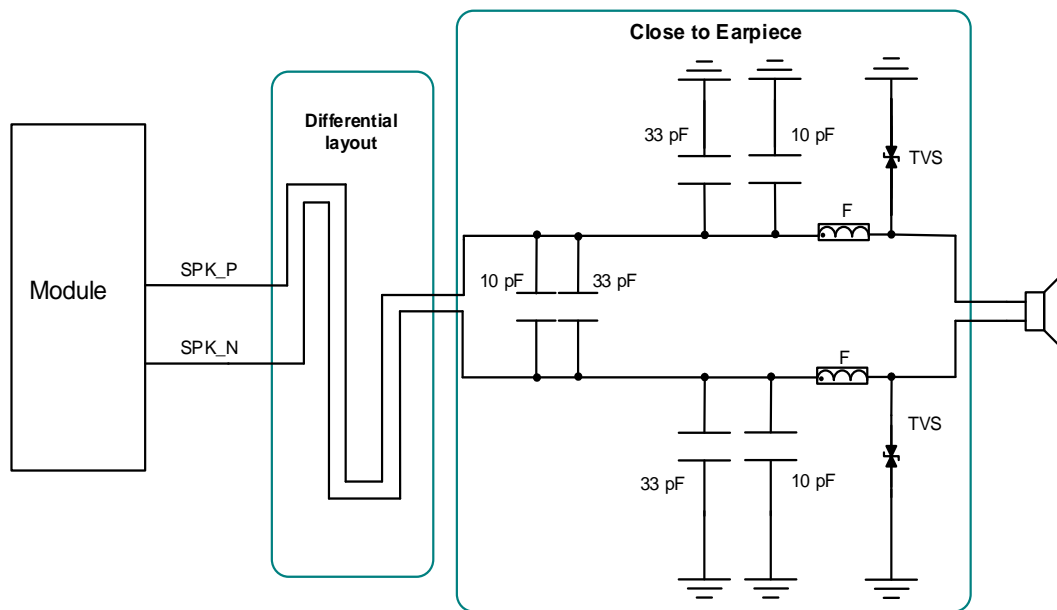 Close to Earpiece
Differential
layout
33 pF
10 pF
TVS
F
SPK_P
Module
10 pF
33 pF
SPK_N
F
TVS
33 pF
10 pF